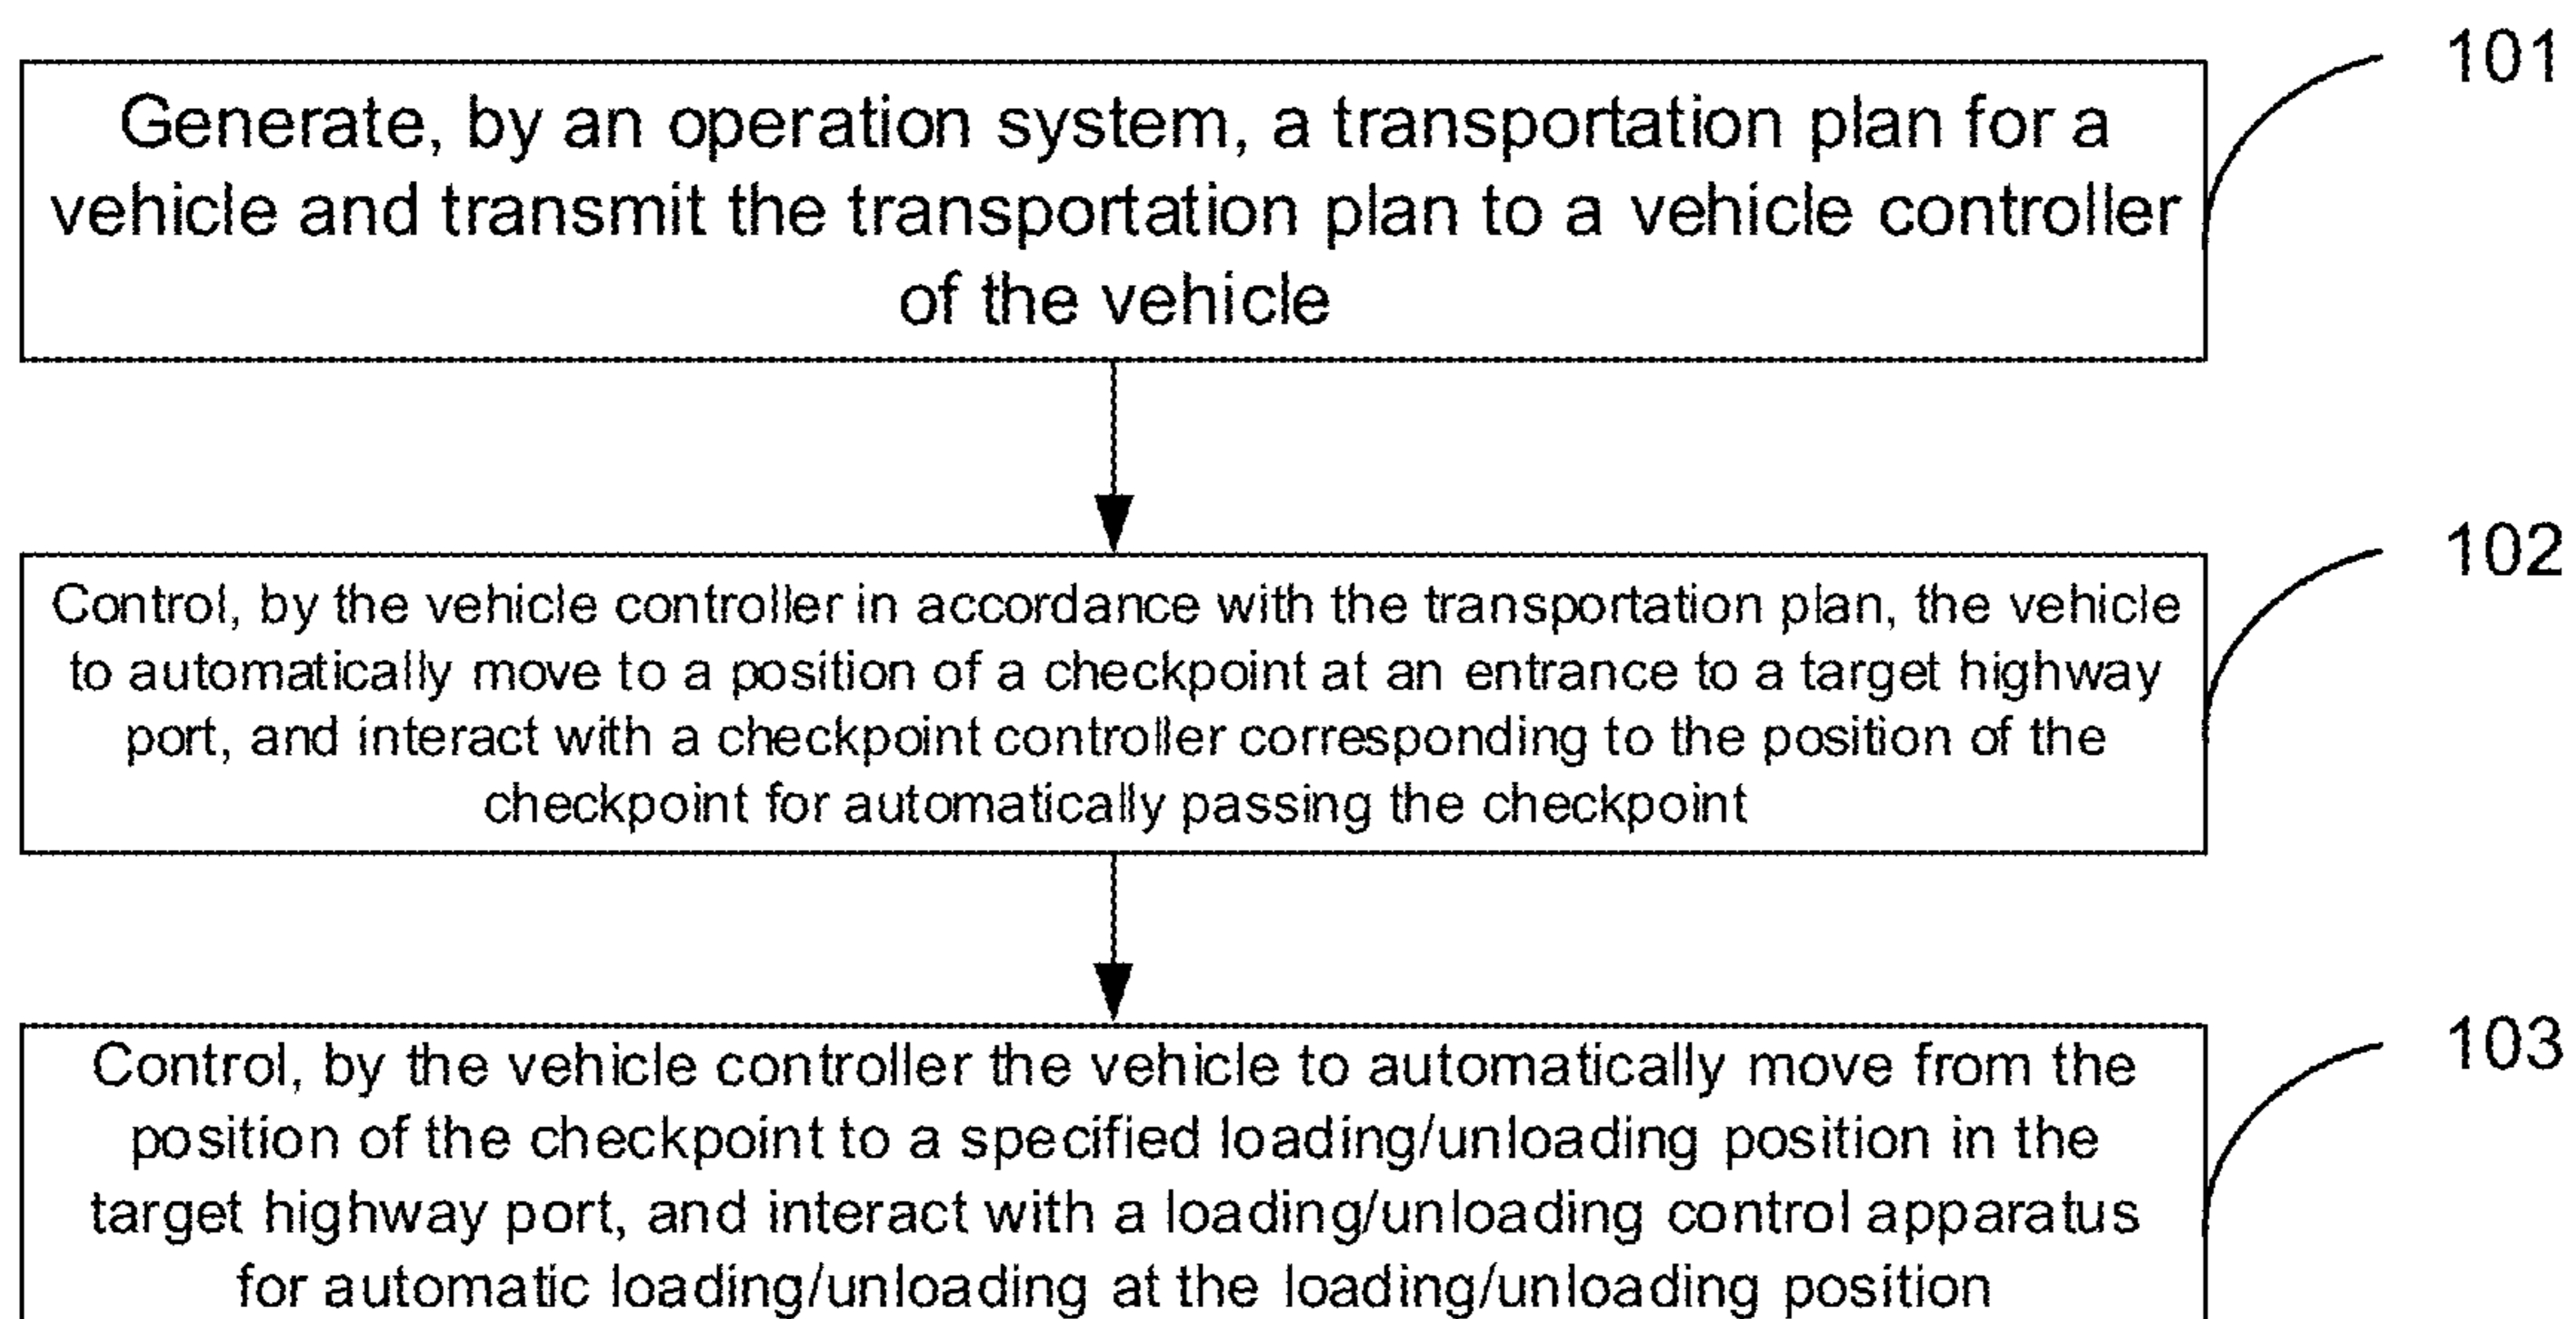 101
Generate, by an operation system, a transportation plan for a
vehicle and transmit the transportation plan to a vehicle controller
of the vehicle
102
Control, by the vehicle controller in accordance with the transportation plan, the vehicle
to automatically move to a position of a checkpoint at an entrance to a target highway
port, and interact with a checkpoint controller corresponding to the position of the
checkpoint for automatically passing the checkpoint
103
Control, by the vehicle controller the vehicle to automatically move from the
position of the checkpoint to a specified loading/unloading position in the
target highway port, and interact with a loading/unloading control apparatus
for automatic loading/unloading at the loading/unloading position